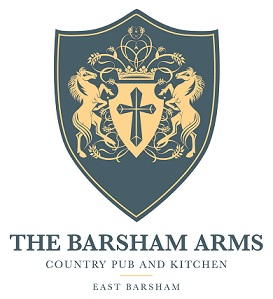 THE BARSHAM ARMS
COUNTRY PUB AND KITCHEN
EAST BARSHAM